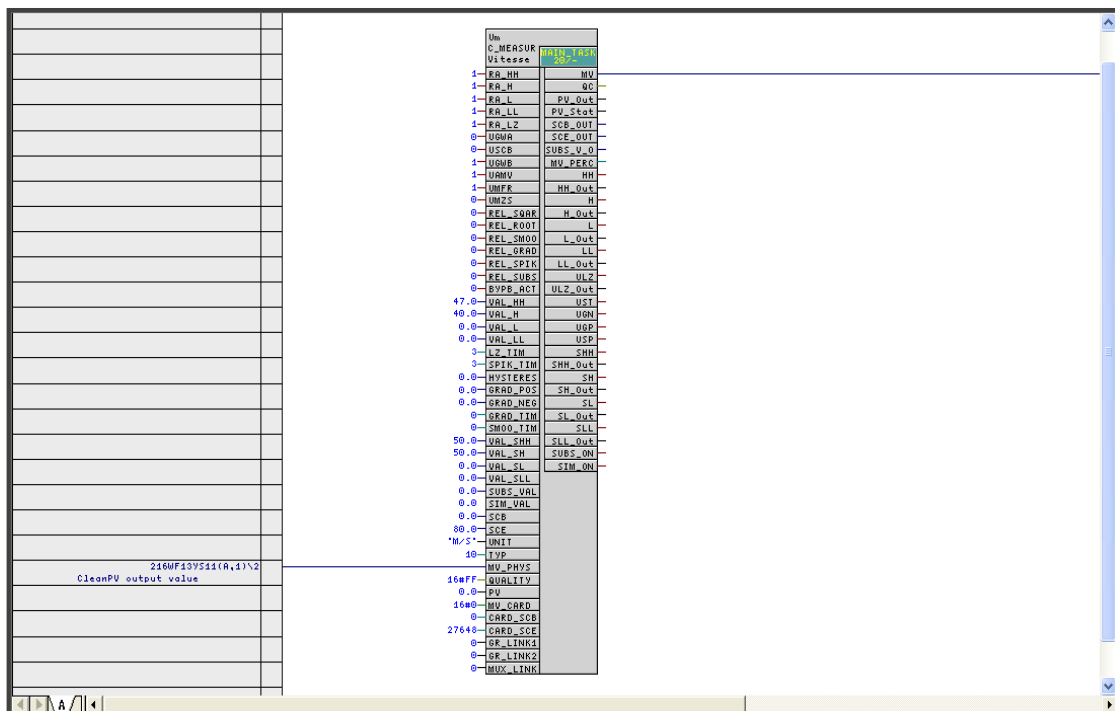 Um
C_MEASUR
Vitesse
MAIN_TASK
28/-
1 RA_HH MV
1 RA_H QC
1 RA_L PV_Out
1 RA_LL PV_Stat
1 RA_LZ SCB_OUT
0 UGWA SCE_OUT
0 USCB SUBS_V_O
1 UGWB MV_PERC
1 UAMV HH
1 UMFR HH_Out
0 UMZS H
0 REL_SQAR H_Out
0 REL_ROOT L
0 REL_SMOO L_Out
0 REL_GRAD LL
0 REL_SPIK LL_Out
0 REL_SUBS ULZ
0 BYPB_ACT ULZ_Out
47.0 VAL_HH UST
40.0 VAL_H UGN
0.0 VAL_L UGP
0.0 VAL_LL USP
3 LZ_TIM SHH
3 SPIK_TIM SHH_Out
0.0 HYSTERES SH
0.0 GRAD_POS SH_Out
0.0 GRAD_NEG SL
0 GRAD_TIM SL_Out
0 SMOO_TIM SLL
50.0 VAL_SHH SLL_Out
50.0 VAL_SH SUBS_ON
0.0 VAL_SL SIM_ON
0.0 VAL_SLL
0.0 SUBS_VAL
0.0 SIM_VAL
0.0 SCB
80.0 SCE
"M/S" UNIT
10 TYP
216WF13YS11(A,1)\2 MV_PHYS
CleanPV output value
16#FF QUALITY
0.0 PV
16#0 MV_CARD
0 CARD_SCB
27648 CARD_SCE
0 GR_LINK1
0 GR_LINK2
0 MUX_LINK
A